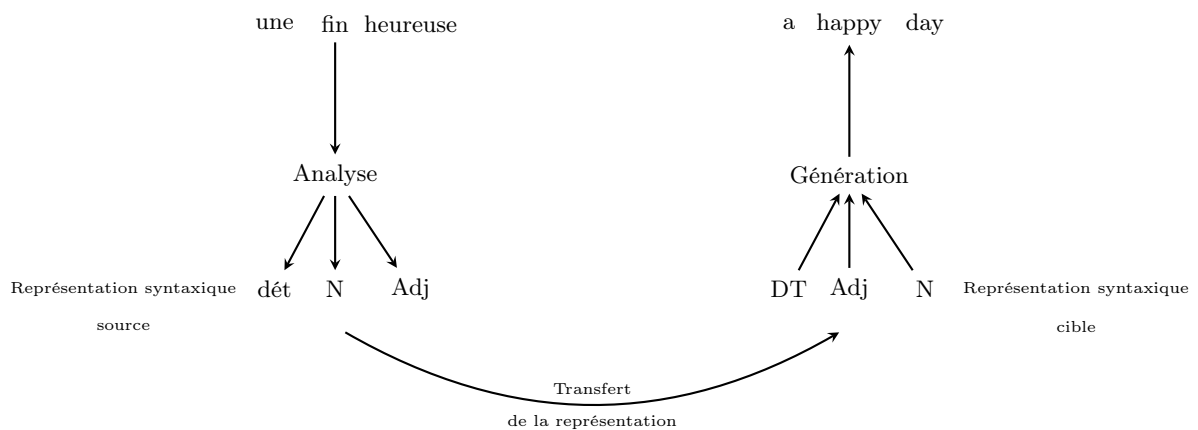 une fin heureuse
a happy day
Analyse
Génération
Représentation syntaxique
source
dét N Adj
DT Adj N
Représentation syntaxique
cible
Transfert
de la représentation